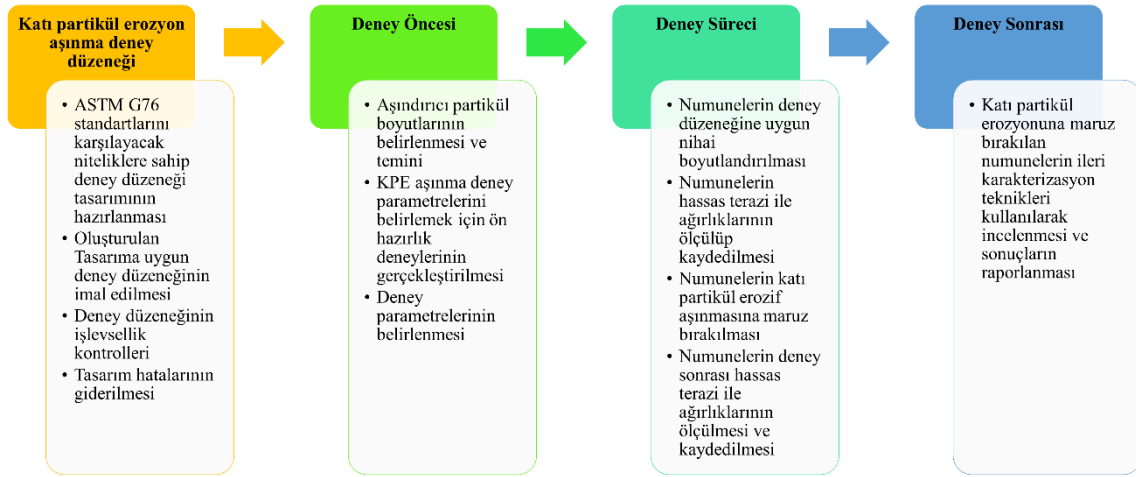 Katı partikül erozyon
aşınma deney
düzeneği
• ASTM G76
standartlarını
karşılayacak
niteliklere sahip
deney düzeneği
tasarımının
hazırlanması
• Oluşturulan
Tasarıma uygun
deney düzeneğinin
imal edilmesi
• Deney düzeneğinin
işlevsellik
kontrolleri
• Tasarım hatalarının
giderilmesi
Deney Öncesi
• Aşındırıcı partikül
boyutlarının
belirlenmesi ve
temini
• KPE aşınma deney
parametrelerini
belirlemek için ön
hazırlık
deneylerinin
gerçekleştirilmesi
• Deney
parametrelerinin
belirlenmesi
Deney Süreci
• Numunelerin deney
düzeneğine uygun
nihai
boyutlandırılması
• Numunelerin
hassas terazi ile
ağırlıklarının
ölçülüp
kaydedilmesi
• Numunelerin katı
partikül erozif
aşınmasına maruz
bırakılması
• Numunelerin deney
sonrası hassas
terazi ile
ağırlıklarının
ölçülmesi ve
kaydedilmesi
Deney Sonrası
• Katı partikül
erozyonuna maruz
bırakılan
numunelerin ileri
karakterizasyon
teknikleri
kullanılarak
incelenmesi ve
sonuçların
raporlanması